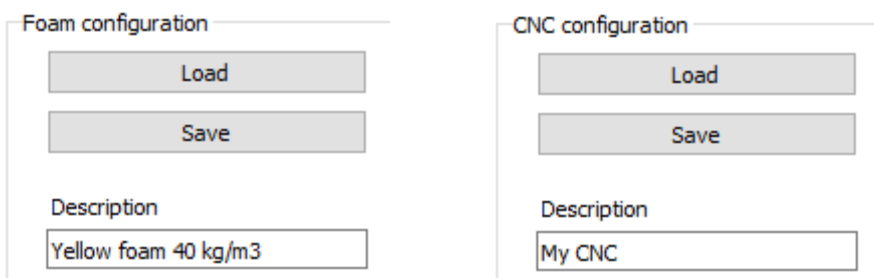 Foam configuration
Load
Save
Description
Yellow foam 40 kg/m3
CNC configuration
Load
Save
Description
My CNC